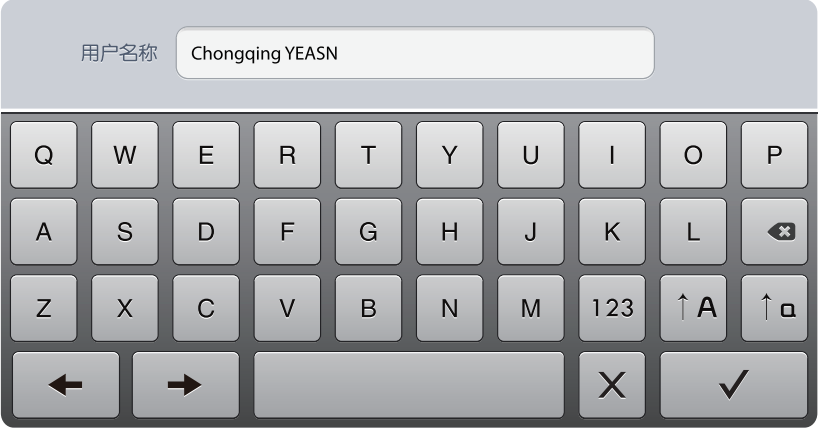 用户名称 Chongqing YEASN
Q W E R T Y U I O P
A S D F G H J K L
Z X C V B N M 123 ↑A ↑a
X